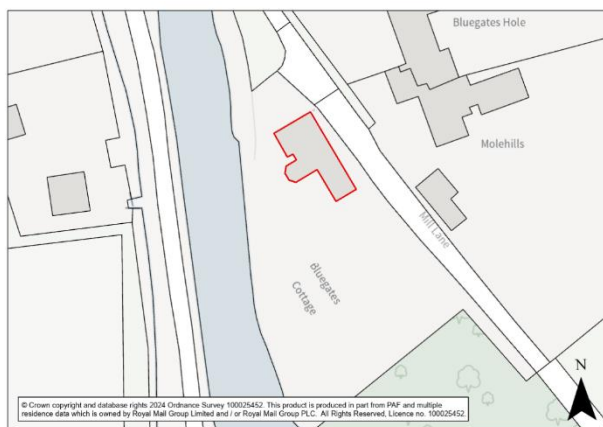 Bluegates Hole
Molehills
Mill Lane
Bluegates
Cottage
N
© Crown copyright and database rights 2024 Ordnance Survey 100025452. This product is produced in part from PAF and multiple
residence data which is owned by Royal Mail Group Limited and / or Royal Mail Group PLC. All Rights Reserved, Licence no. 100025452.